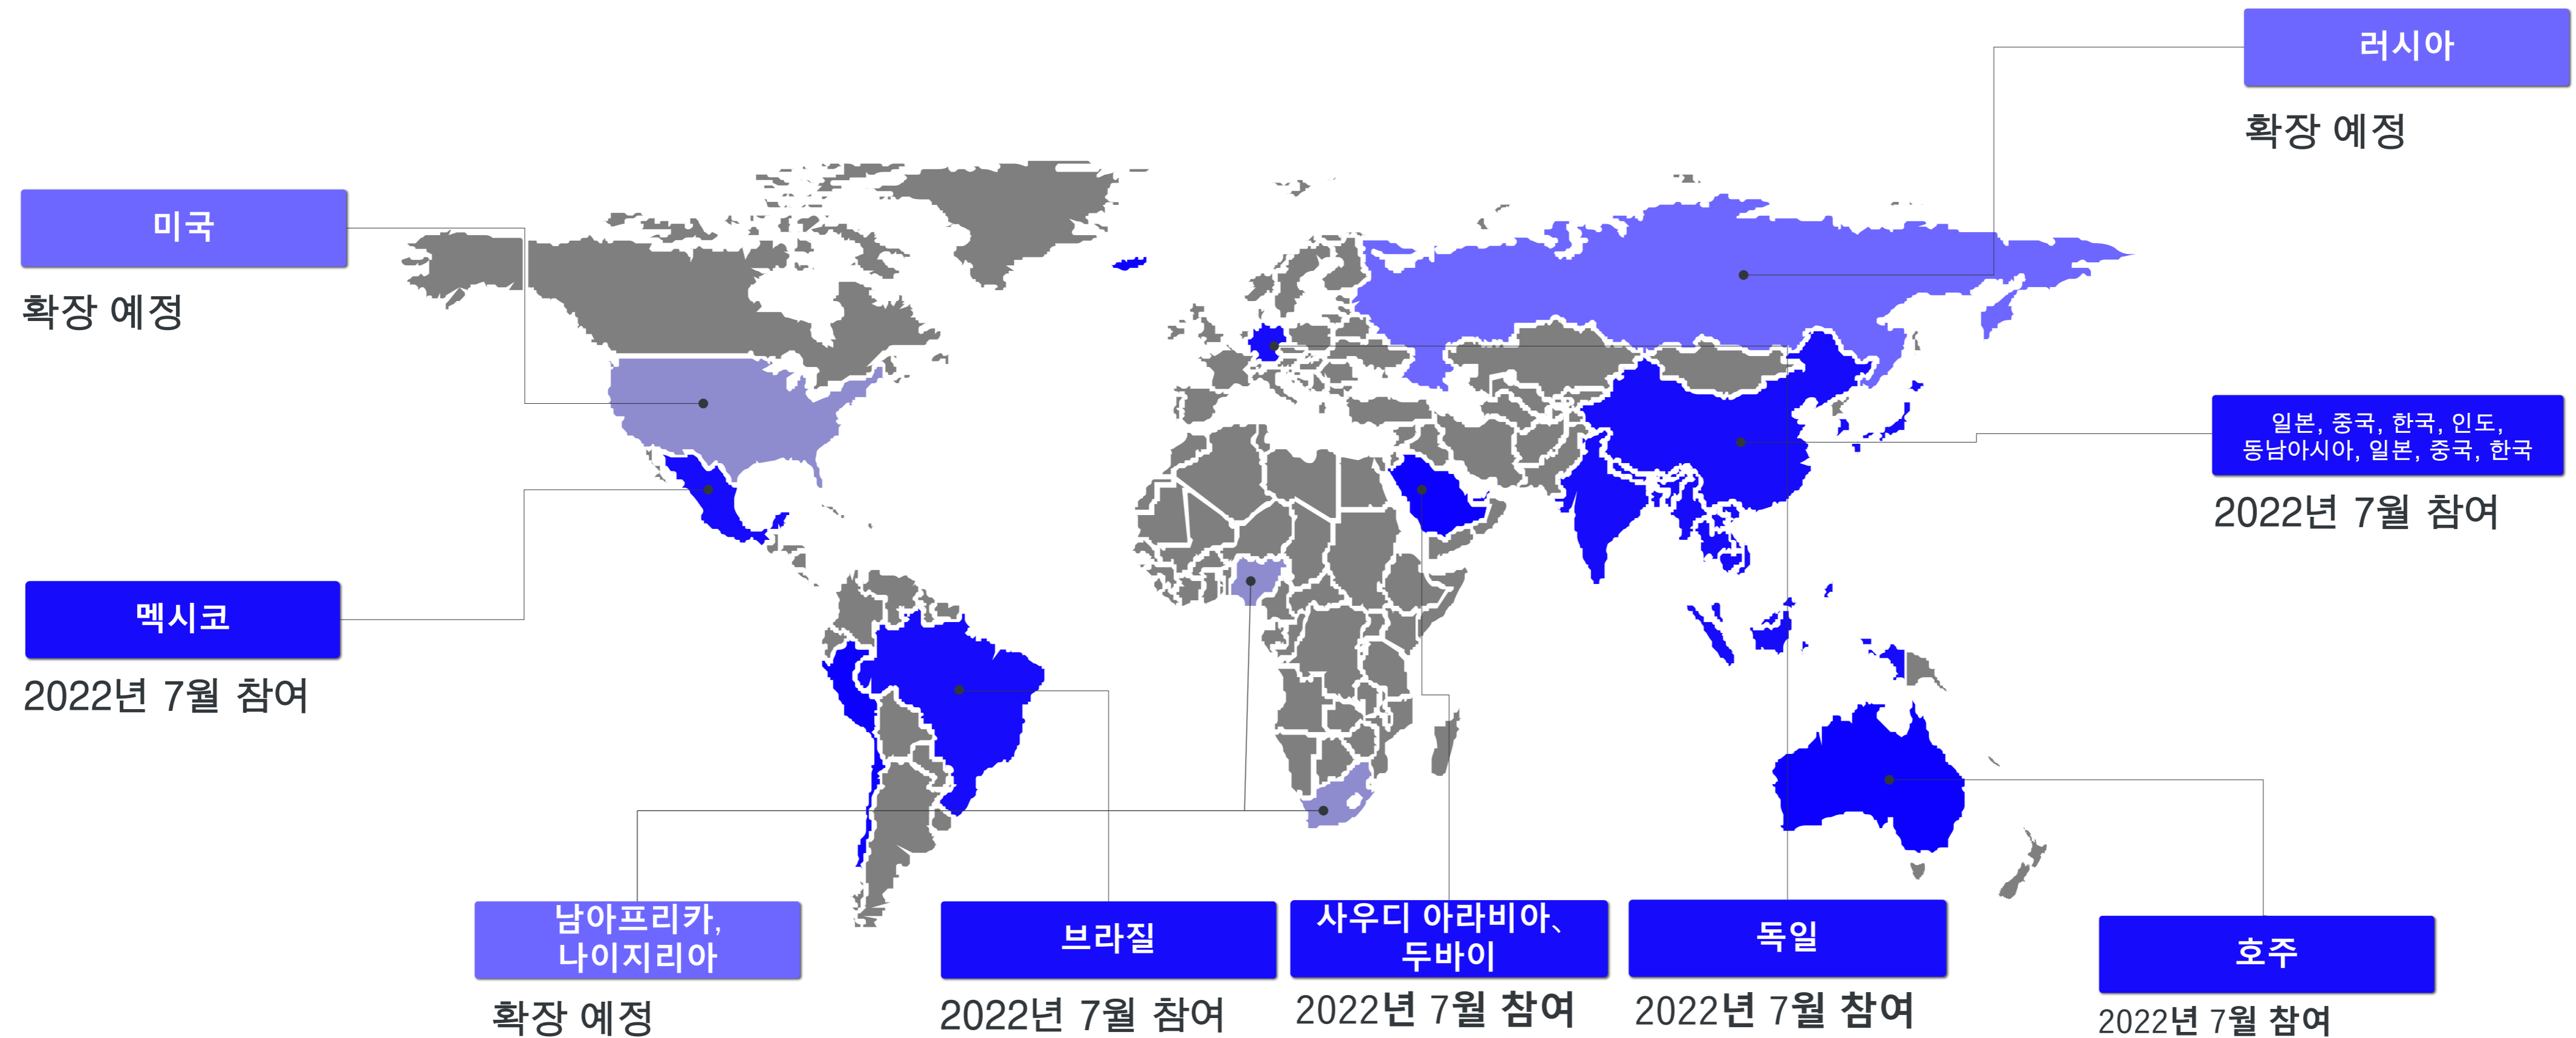 러시아
확장 예정
미국
확장 예정
일본, 중국, 한국, 인도,
동남아시아, 일본, 중국, 한국
2022년 7월 참여
멕시코
2022년 7월 참여
남아프리카,
나이지리아
확장 예정
브라질
2022년 7월 참여
사우디 아라비아、
두바이
2022년 7월 참여
독일
2022년 7월 참여
호주
2022년 7월 참여